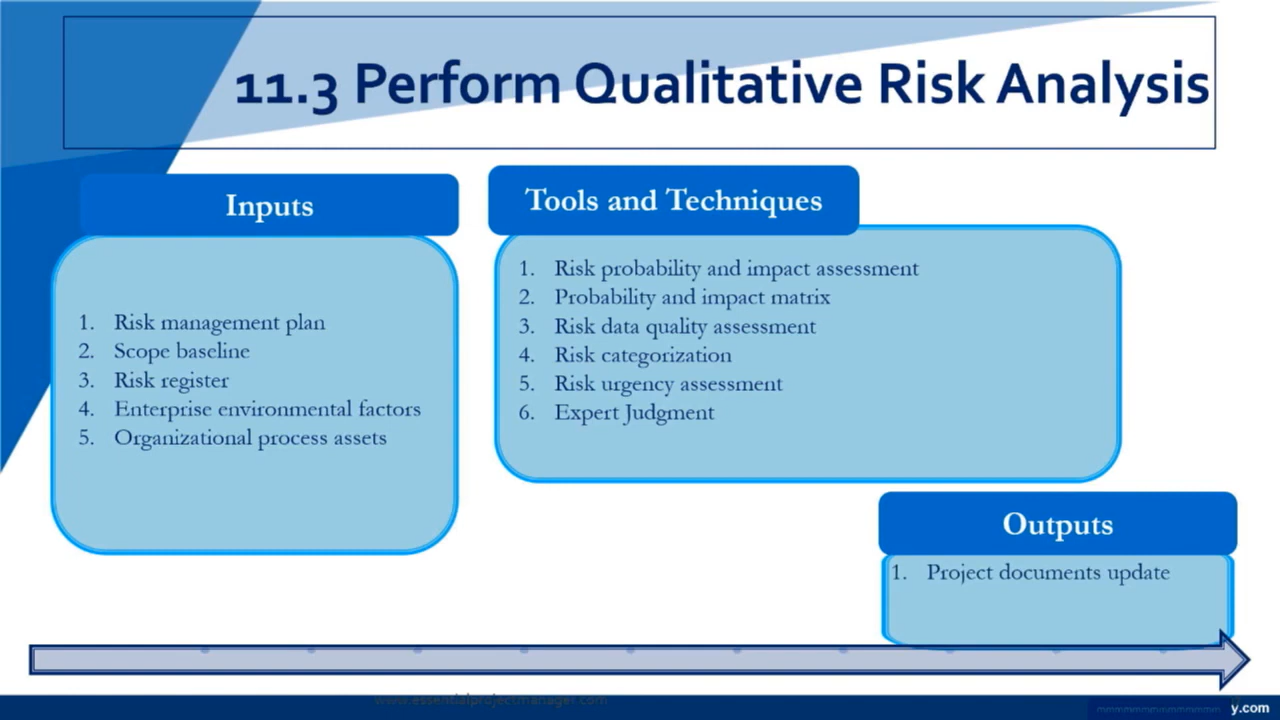 11.3 Perform Qualitative Risk Analysis
Inputs
1. Risk management plan
2. Scope baseline
3. Risk register
4. Enterprise environmental factors
5. Organizational process assets
Tools and Techniques
1. Risk probability and impact assessment
2. Probability and impact matrix
3. Risk data quality assessment
4. Risk categorization
5. Risk urgency assessment
6. Expert Judgment
Outputs
1. Project documents update
www.essentialprojectmanager.com
y.com